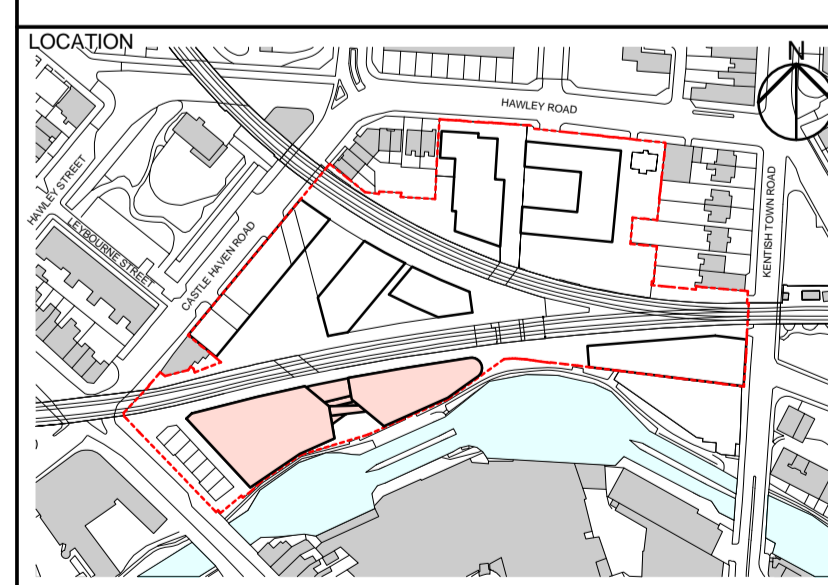 LOCATION
N
HAWLEY ROAD
HAWLEY STREET
LEYBOURNE STREET
CASTLE HAVEN ROAD
KENTISH TOWN ROAD